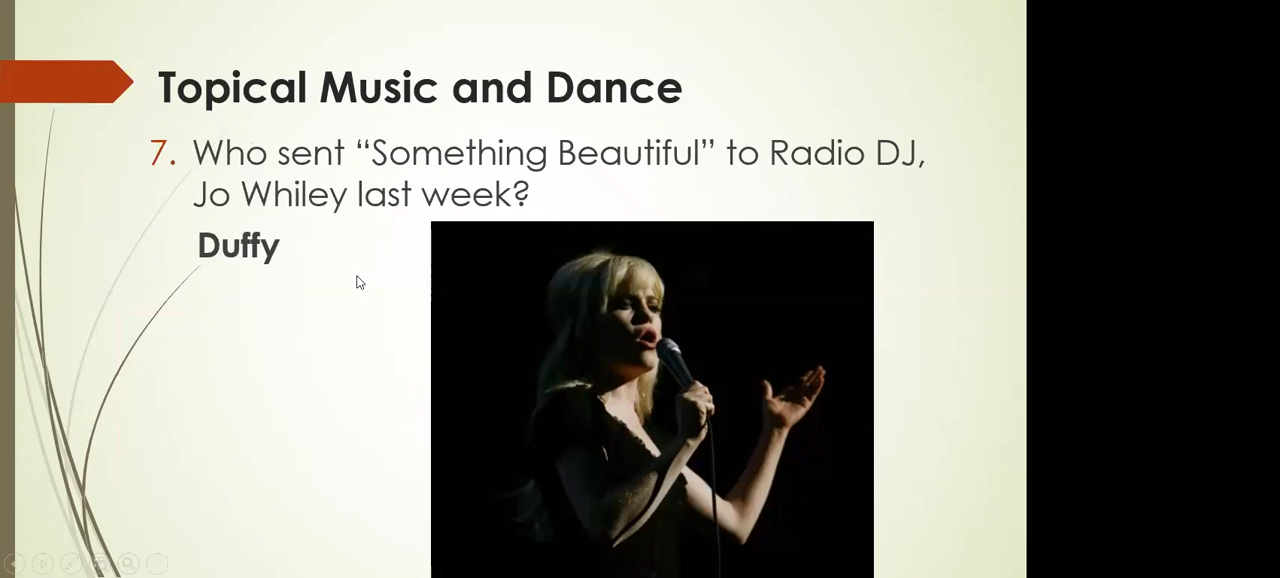 Topical Music and Dance
7. Who sent “Something Beautiful” to Radio DJ,
Jo Whiley last week?
Duffy